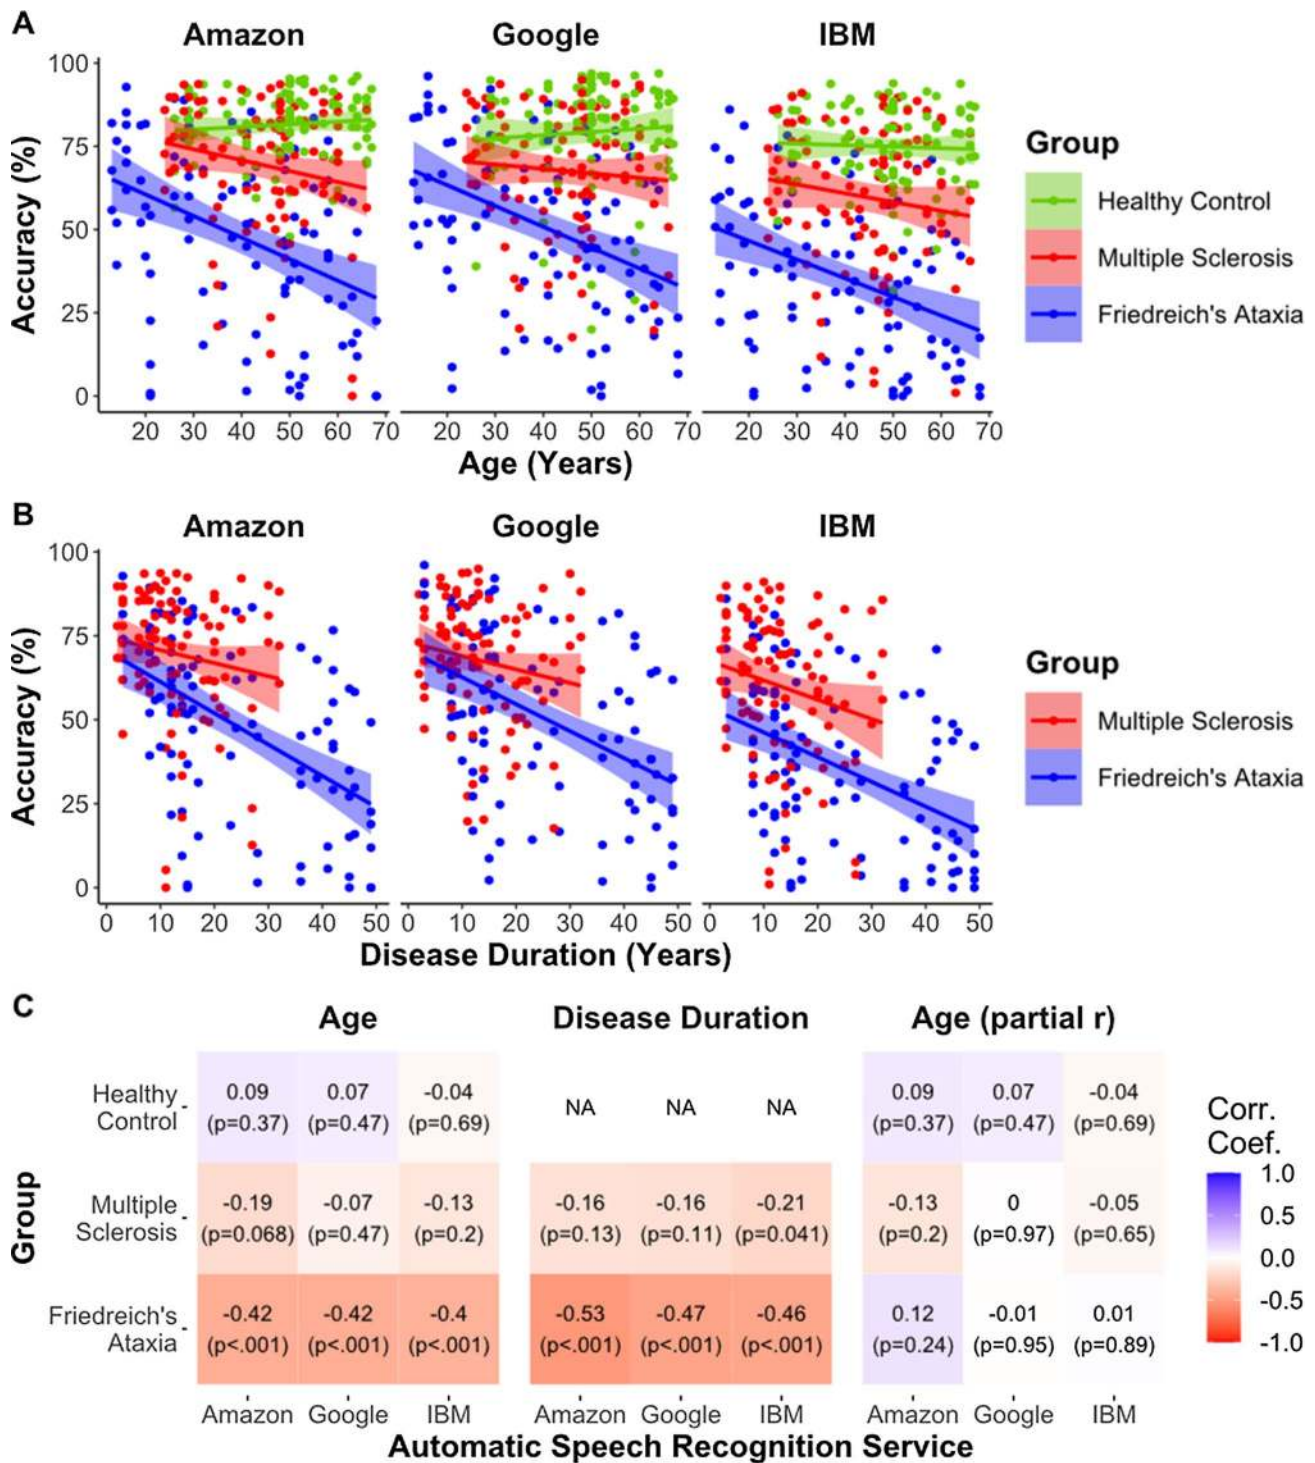 A
Amazon Google IBM
100
75
50
25
0
Accuracy (%)
20 30 40 50 60 70 20 30 40 50 60 70 20 30 40 50 60 70
Age (Years)
Group
Healthy Control
Multiple Sclerosis
Friedreich's Ataxia
B
Amazon Google IBM
100
75
50
25
0
Accuracy (%)
0 10 20 30 40 50 0 10 20 30 40 50 0 10 20 30 40 50
Disease Duration (Years)
Group
Multiple Sclerosis
Friedreich's Ataxia
C
Age Disease Duration Age (partial r)
Group
Healthy
Control
0.09 0.07 -0.04 NA NA NA 0.09 0.07 -0.04
(p=0.37) (p=0.47) (p=0.69) (p=0.37) (p=0.47) (p=0.69)
Multiple
Sclerosis
-0.19 -0.07 -0.13 -0.16 -0.16 -0.21 -0.13 0 -0.05
(p=0.068) (p=0.47) (p=0.2) (p=0.13) (p=0.11) (p=0.041) (p=0.2) (p=0.97) (p=0.65)
Friedreich's
Ataxia
-0.42 -0.42 -0.4 -0.53 -0.47 -0.46 0.12 -0.01 0.01
(p<.001) (p<.001) (p<.001) (p<.001) (p<.001) (p<.001) (p=0.24) (p=0.95) (p=0.89)
Amazon Google IBM Amazon Google IBM Amazon Google IBM
Automatic Speech Recognition Service
Corr.
Coef.
1.0
0.5
0.0
-0.5
-1.0